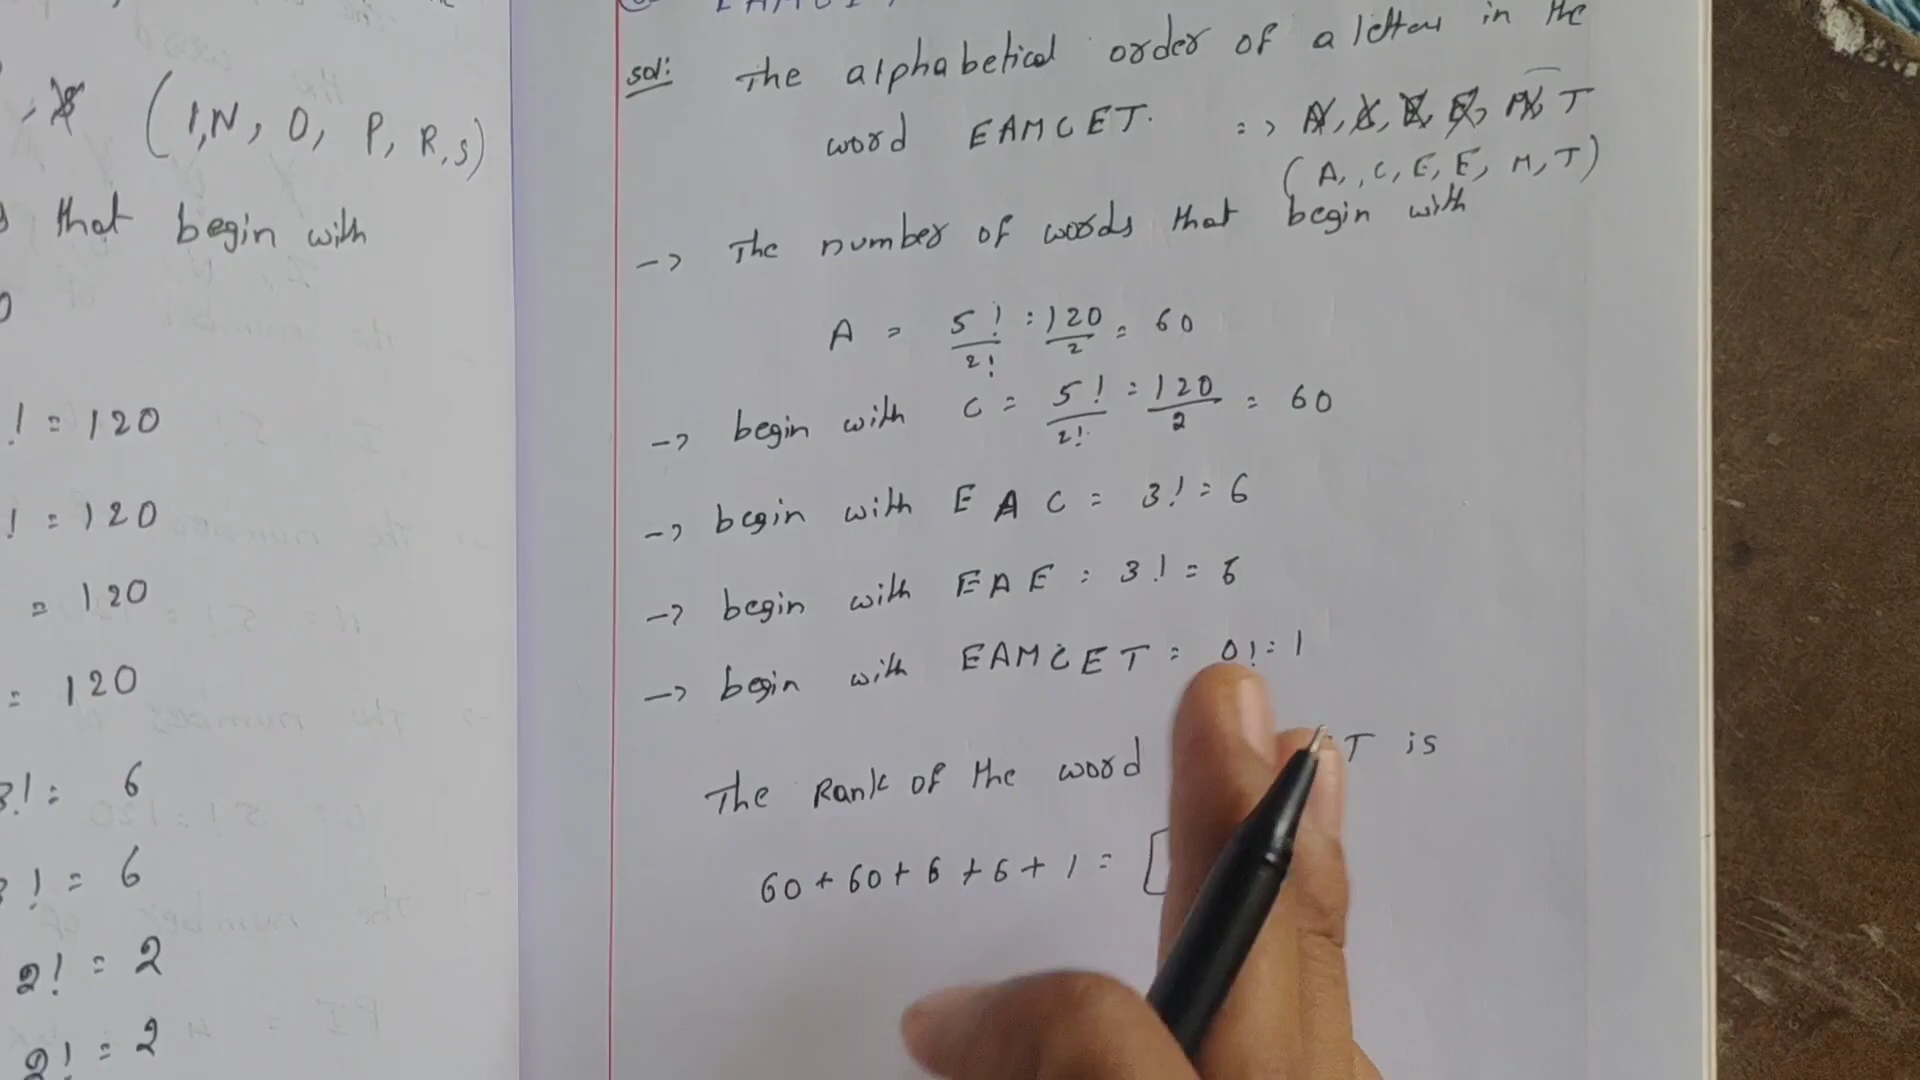 (I,N, O, P, R, S)
that begin with
! = 120
! = 120
= 120
= 120
3! = 6
! = 6
2! = 2
2! = 2
Sol: The alphabetical order of a letters in the
word EAMCET. => A, C, E, E, M, T
(A, C, E, E, M, T)
-> The number of words that begin with
A = 5!/2! = 120/2 = 60
-> begin with C = 5!/2! = 120/2 = 60
-> begin with E A C = 3! = 6
-> begin with EAE = 3! = 6
-> begin with EAMCET = 0! = 1
The Rank of the word T is
60 + 60 + 6 + 6 + 1 =